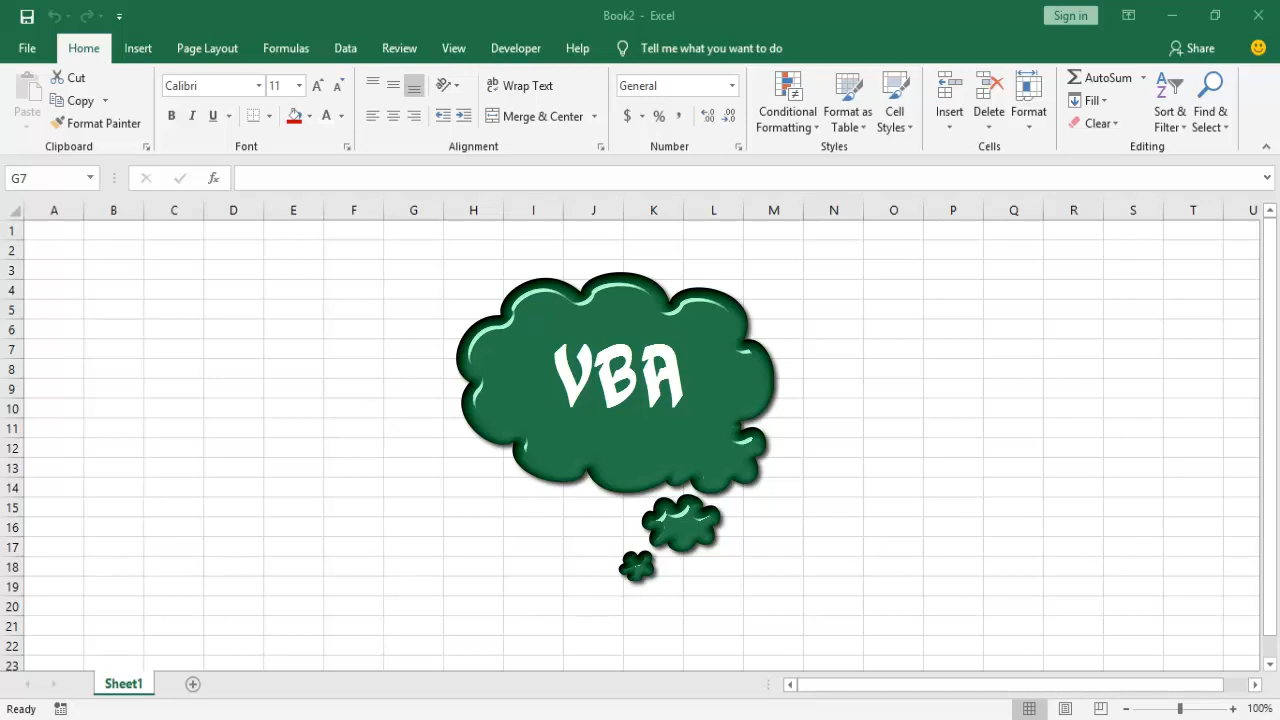 Book2 - Excel
Sign in
File Home Insert Page Layout Formulas Data Review View Developer Help Tell me what you want to do Share
Cut
Copy
Format Painter
Paste
Clipboard
Calibri 11
B I U A
Font
Wrap Text
Merge & Center
Alignment
General
$ % ,
Number
Conditional Formatting
Format as Table
Cell Styles
Styles
Insert
Delete
Format
Cells
AutoSum
Fill
Clear
Sort & Filter
Find & Select
Editing
G7 fx
A B C D E F G H I J K L M N O P Q R S T U
1
2
3
4
5
6
7
8
9
10
11
12
13
14
15
16
17
18
19
20
21
22
23
VBA
Sheet1
Ready
100%